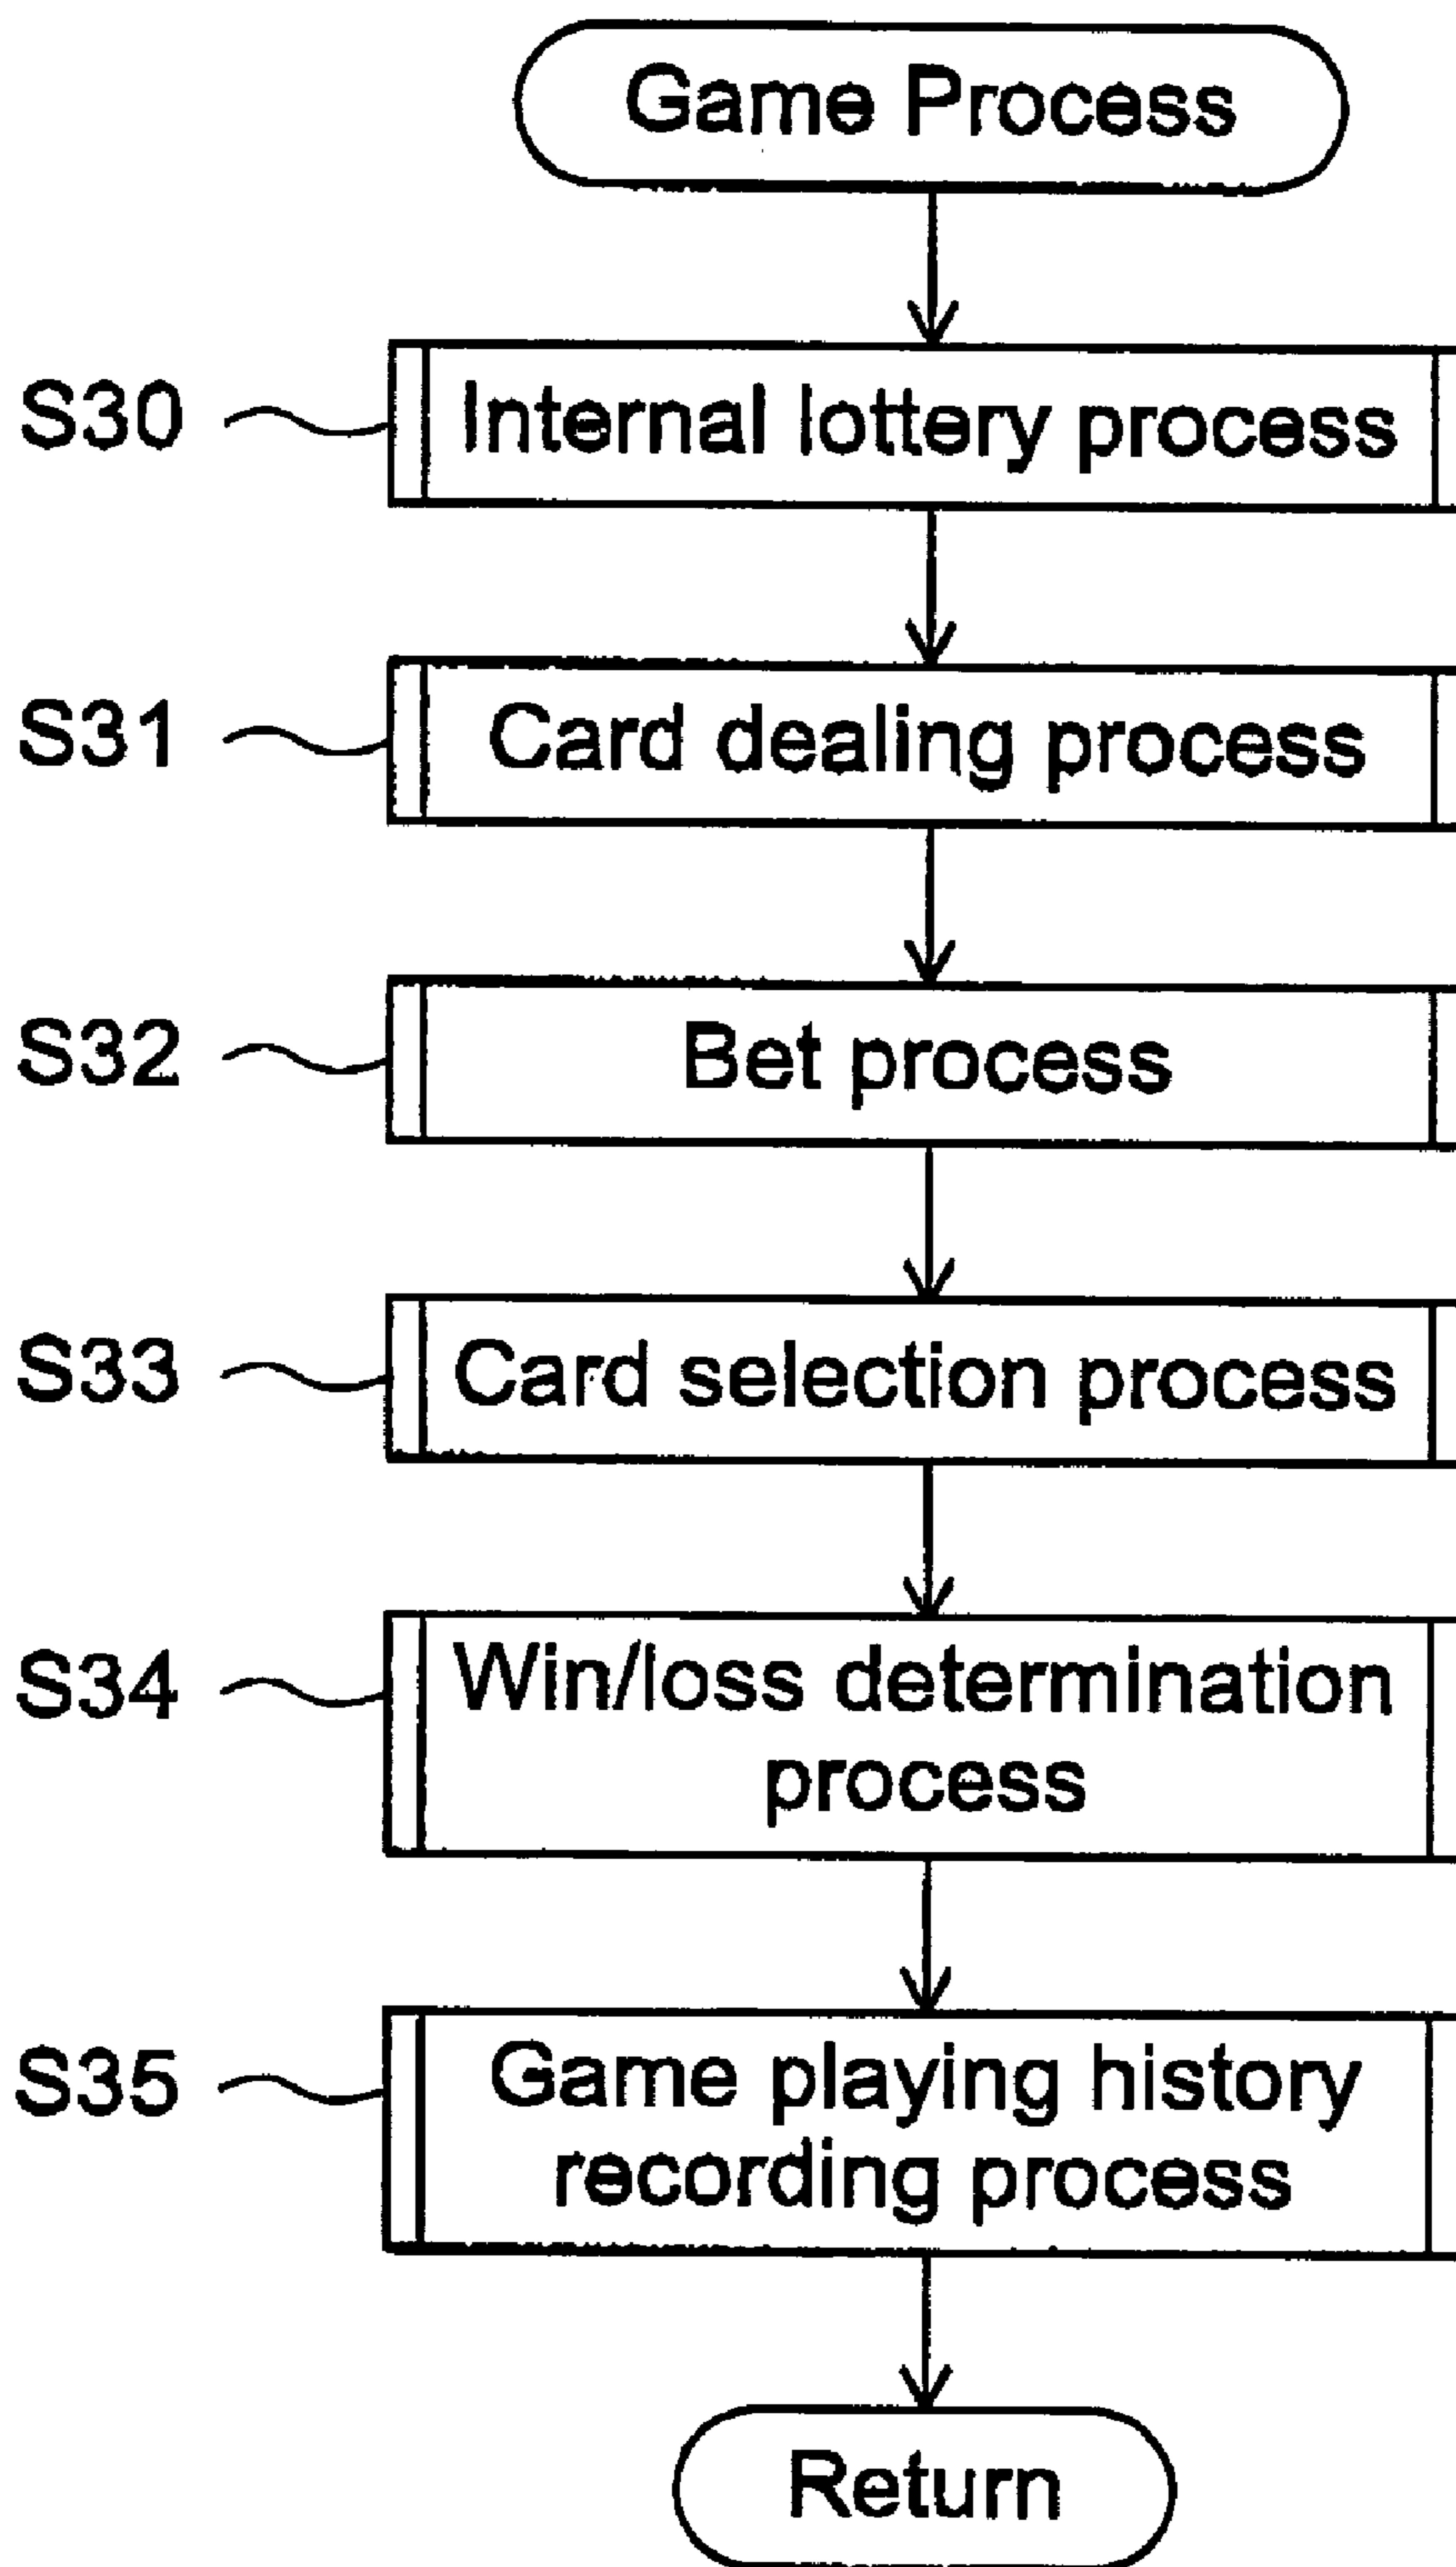 Game Process
S30
Internal lottery process
S31
Card dealing process
S32
Bet process
S33
Card selection process
S34
Win/loss determination
process
S35
Game playing history
recording process
Return